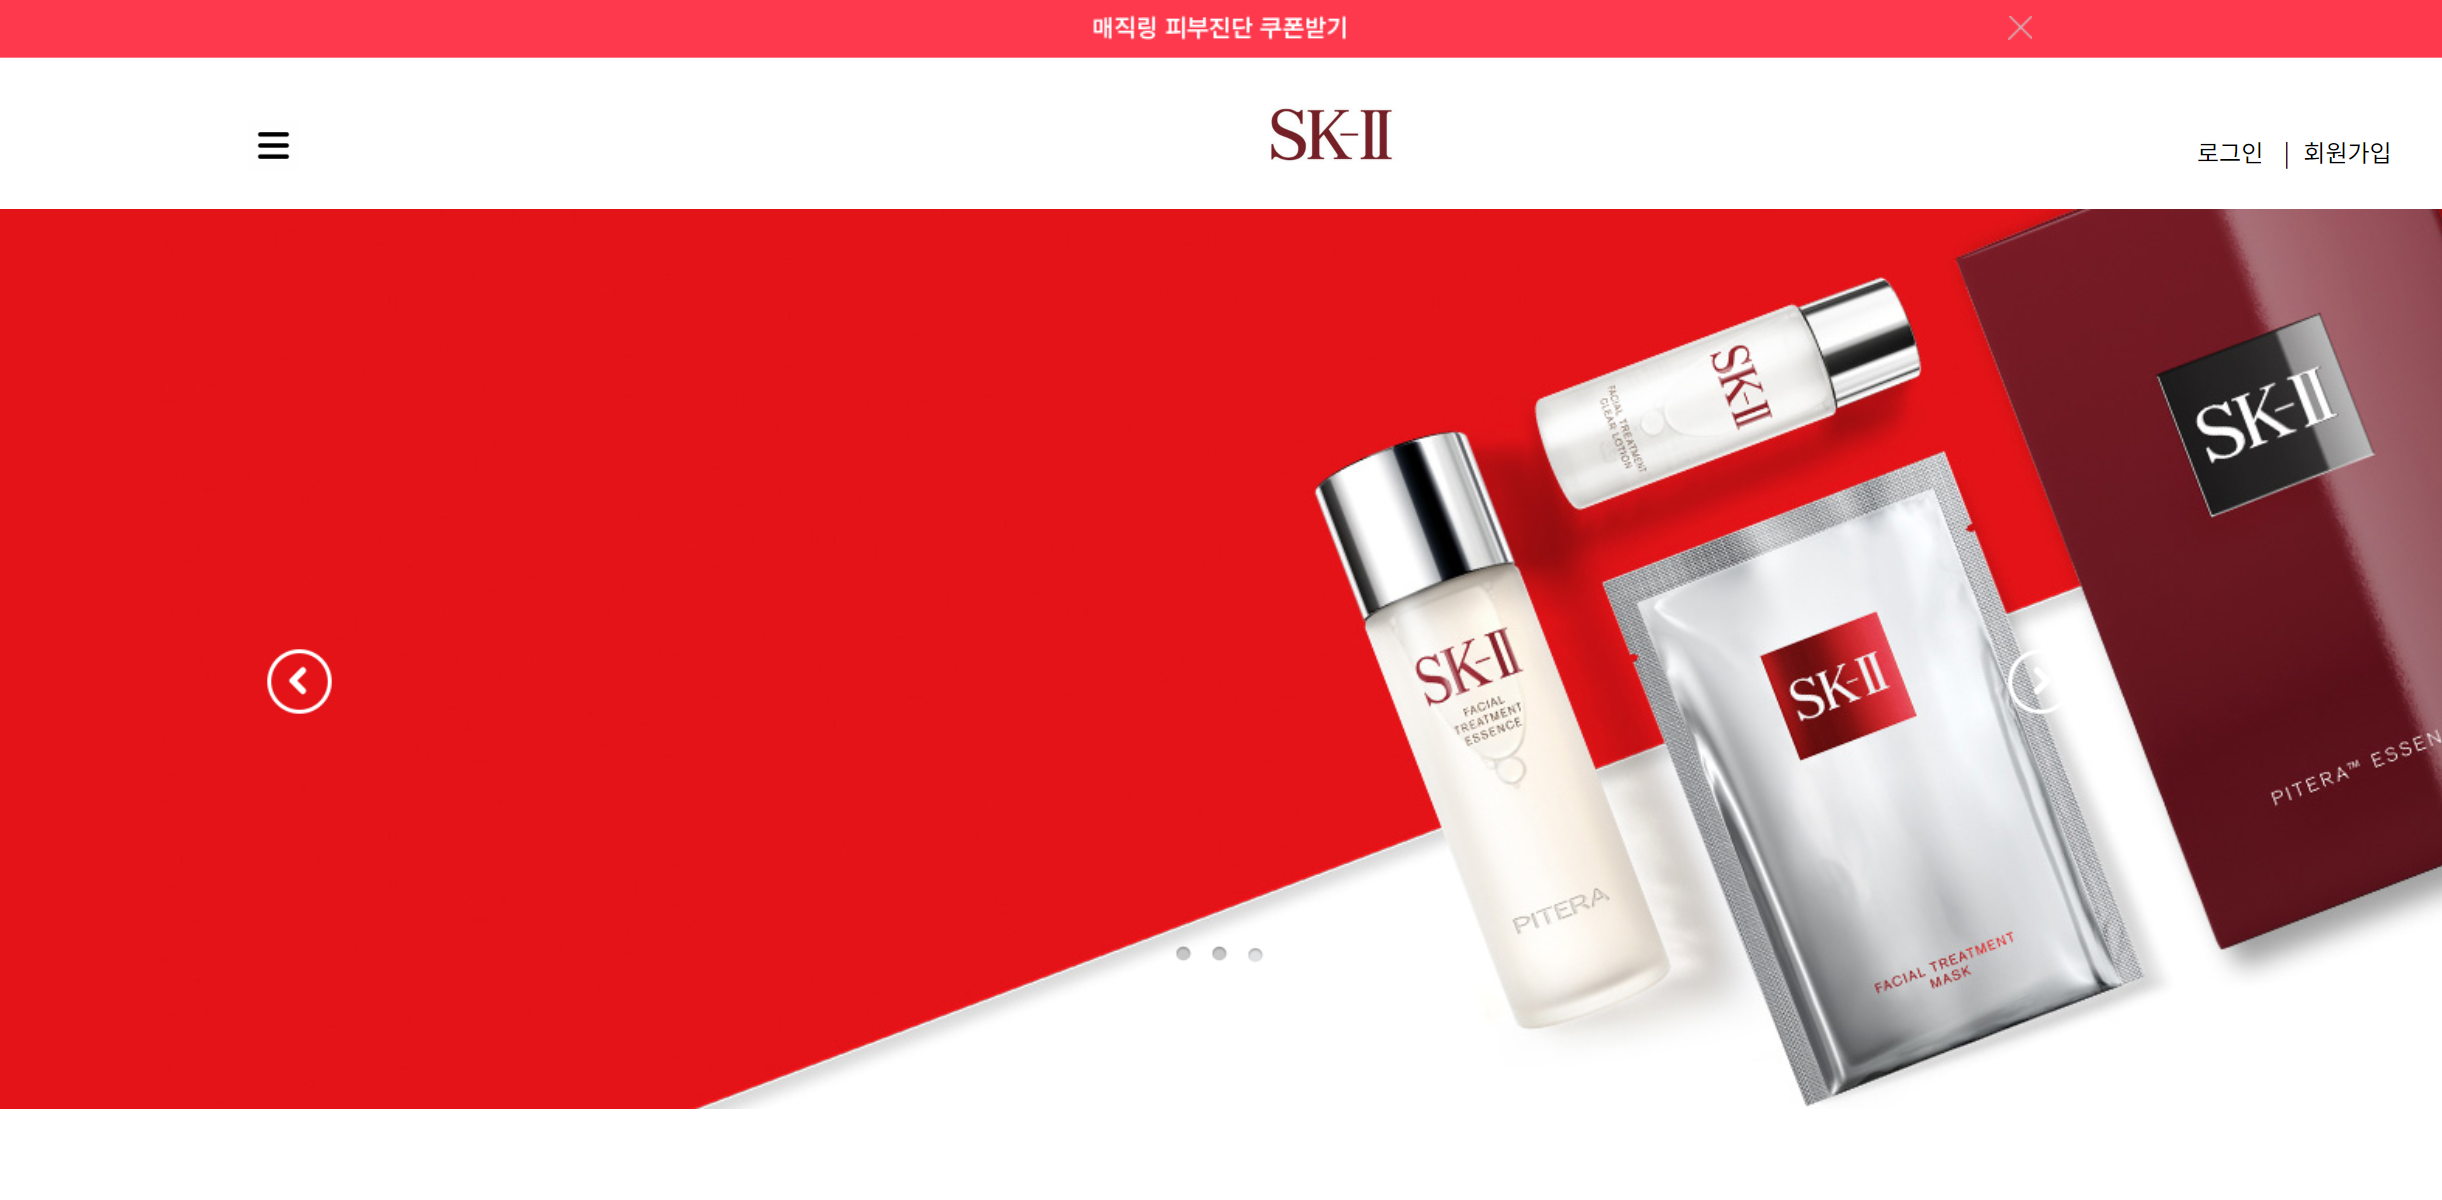 매직링 피부진단 쿠폰받기
SK-II
로그인 | 회원가입
SK-II
FACIAL TREATMENT
CLEAR LOTION
SK-II
SK-II
FACIAL
TREATMENT
ESSENCE
PITERA
SK-II
FACIAL TREATMENT
MASK
PITERA™ ESSEN